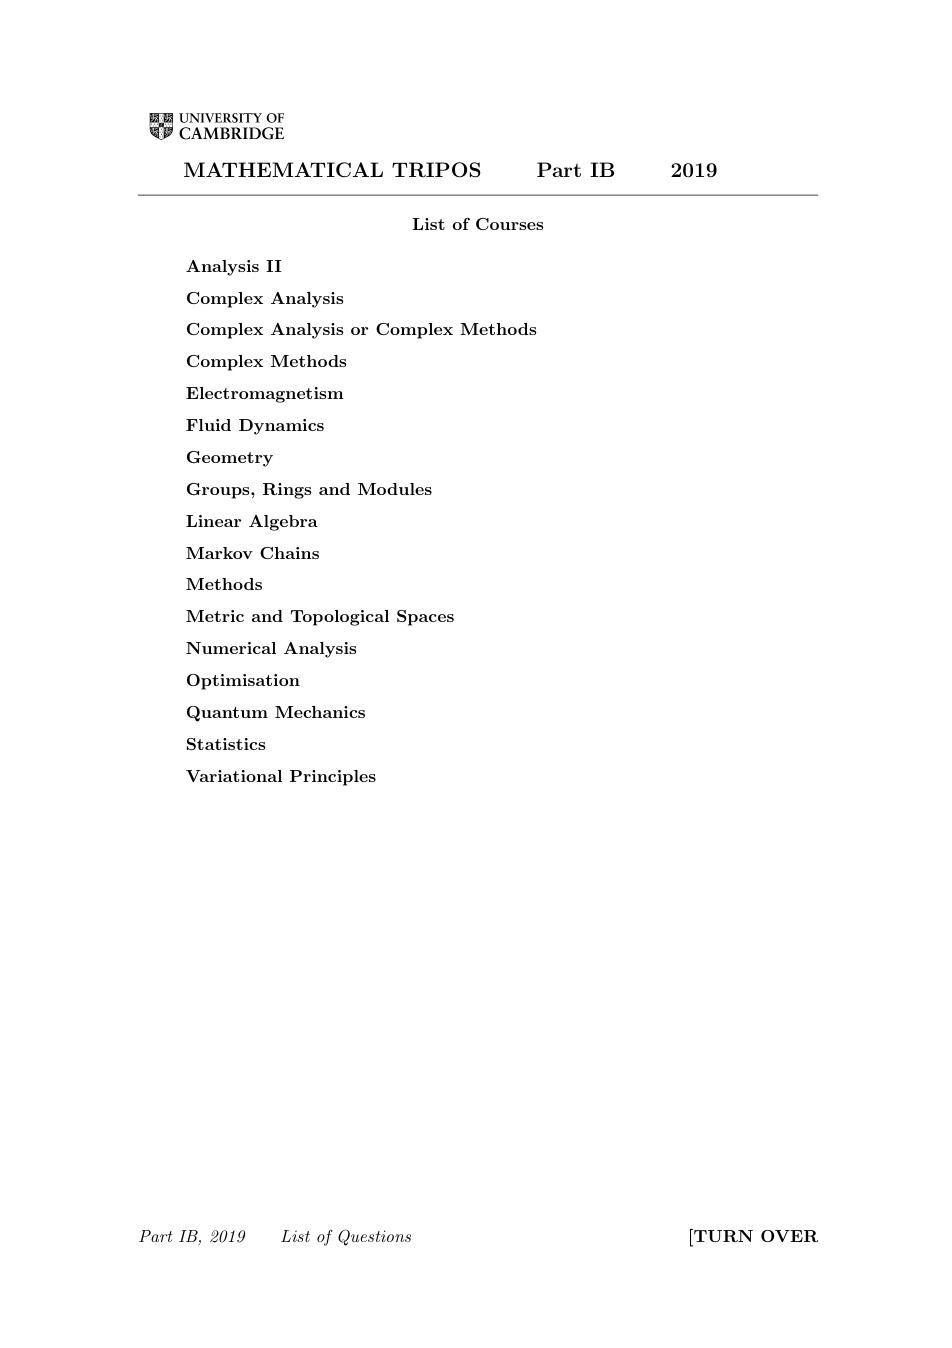 UNIVERSITY OF
CAMBRIDGE
MATHEMATICAL TRIPOS Part IB 2019
List of Courses
Analysis II
Complex Analysis
Complex Analysis or Complex Methods
Complex Methods
Electromagnetism
Fluid Dynamics
Geometry
Groups, Rings and Modules
Linear Algebra
Markov Chains
Methods
Metric and Topological Spaces
Numerical Analysis
Optimisation
Quantum Mechanics
Statistics
Variational Principles
Part IB, 2019 List of Questions [TURN OVER